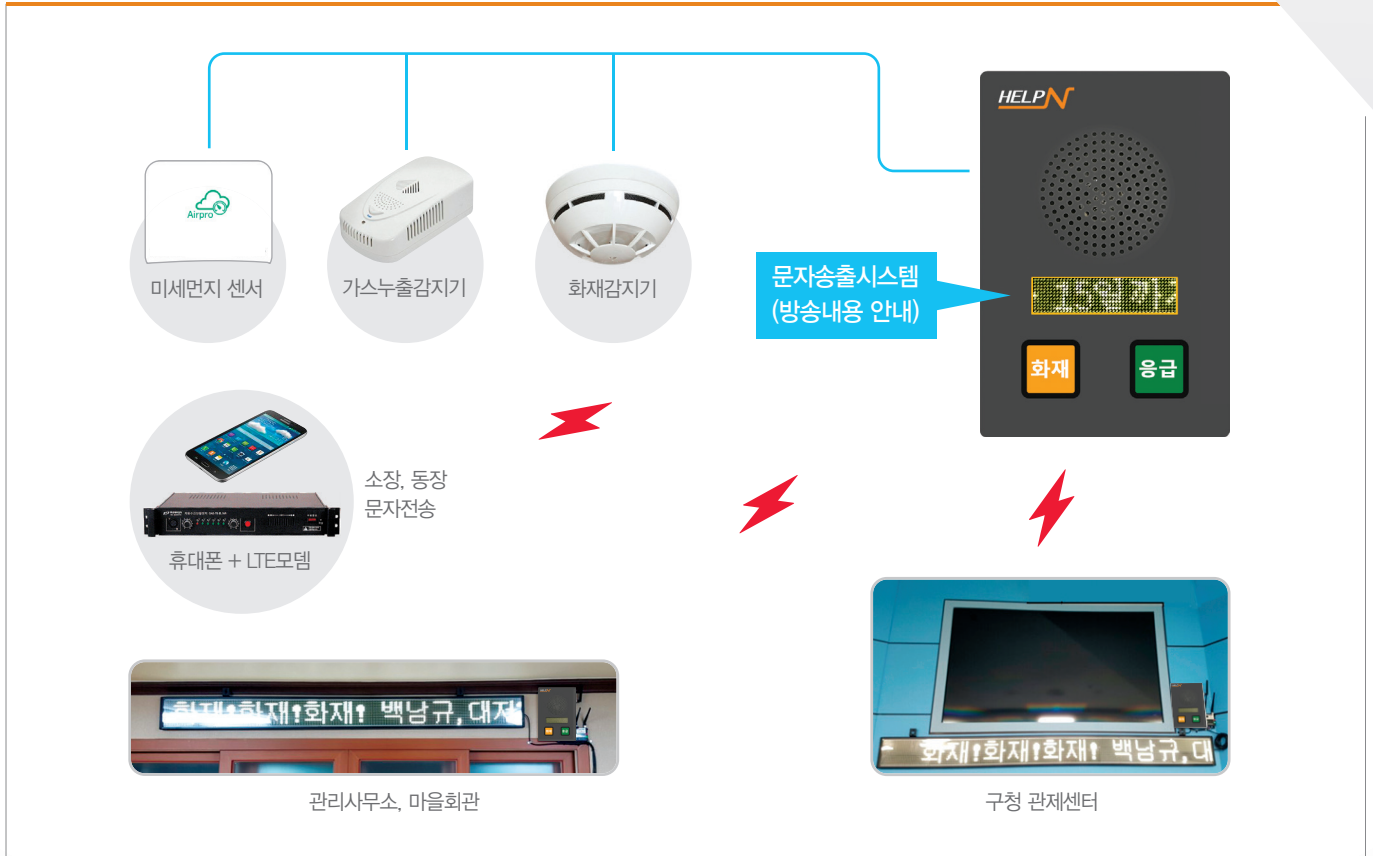 HELP N
Airpro
미세먼지 센서
가스누출감지기
화재감지기
문자송출시스템
(방송내용 안내)
화재
응급
소장, 동장
문자전송
휴대폰 + LTE모뎀
화재!화재!화재! 백남규,대
관리사무소, 마을회관
화재!화재!화재! 백남규,대
구청 관제센터